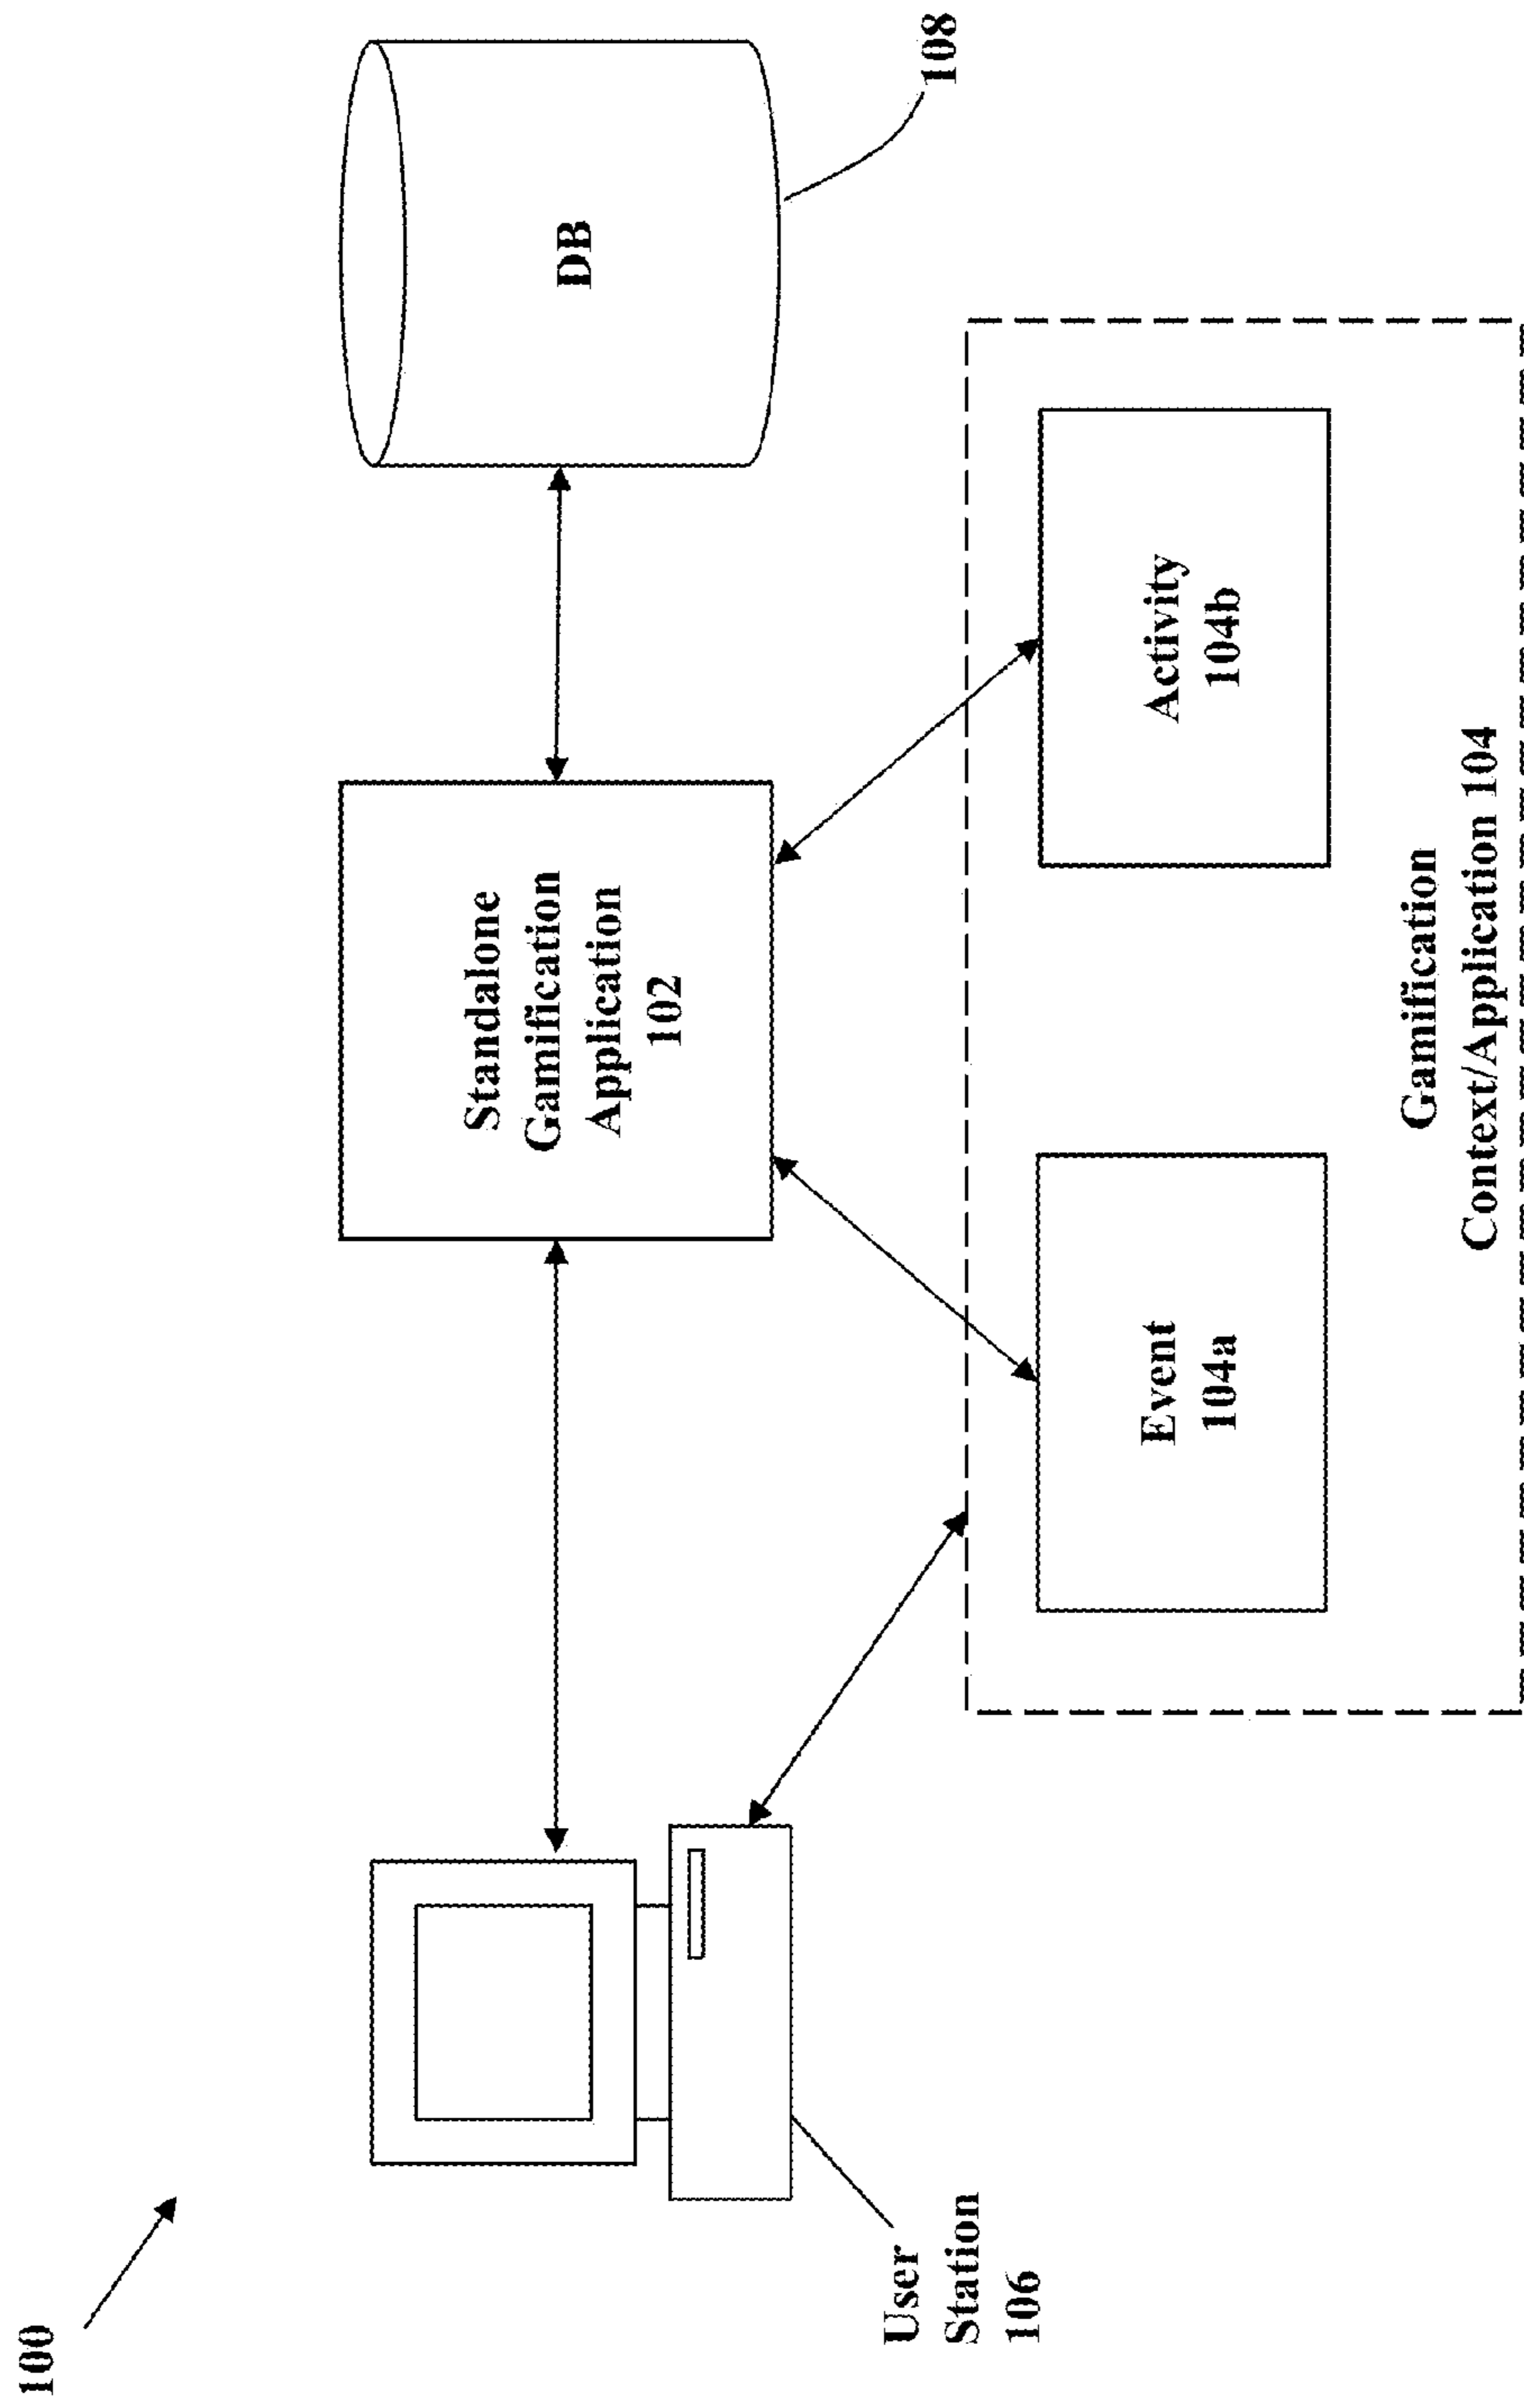 100
Standalone
Gamification
Application
102
DB
108
User
Station
106
Event
104a
Activity
104b
Gamification
Context/Application 104